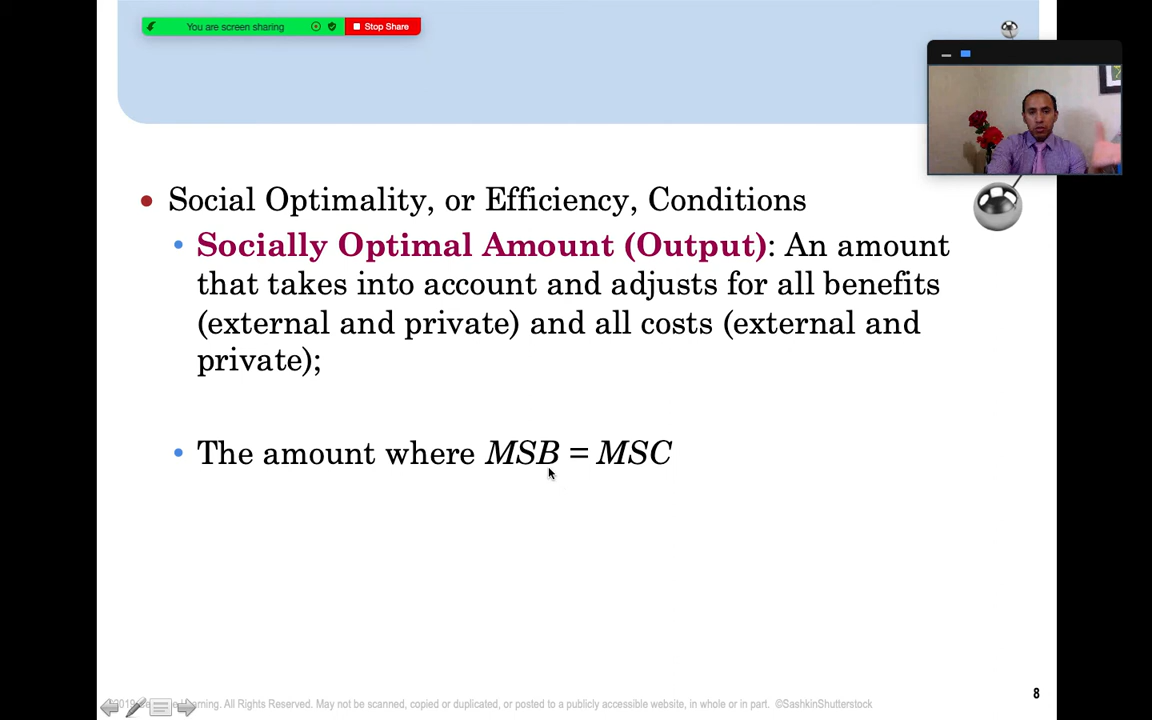 You are screen sharing
Stop Share
• Social Optimality, or Efficiency, Conditions
• Socially Optimal Amount (Output): An amount
that takes into account and adjusts for all benefits
(external and private) and all costs (external and
private);
• The amount where MSB = MSC
8
Learning. All Rights Reserved. May not be scanned, copied or duplicated, or posted to a publicly accessible website, in whole or in part. ©SashkinShutterstock